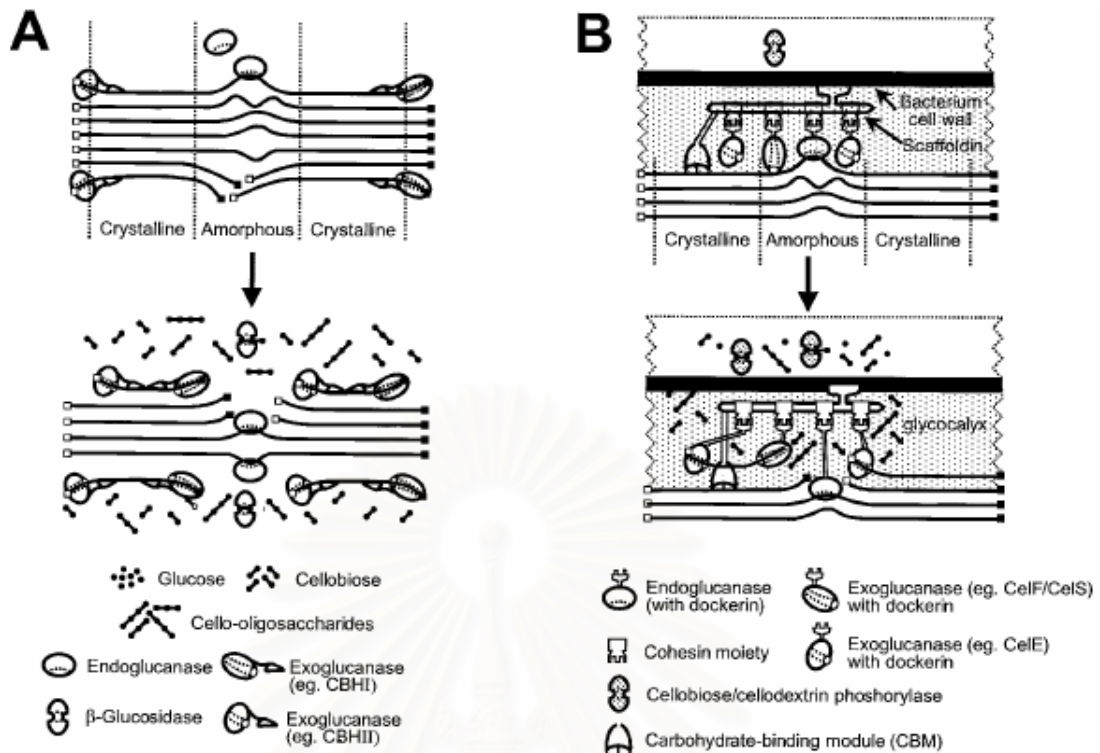 A
Crystalline
Amorphous
Crystalline
Glucose
Cellobiose
Cello-oligosaccharides
Endoglucanase
Exoglucanase
(eg. CBHI)
β-Glucosidase
Exoglucanase
(eg. CBHII)
B
Bacterium
cell wall
Scaffoldin
Crystalline
Amorphous
Crystalline
glycocalyx
Endoglucanase
(with dockerin)
Exoglucanase (eg. CelF/CelS)
with dockerin
Cohesin moiety
Exoglucanase (eg. CelE)
with dockerin
Cellobiose/cellodextrin phoshorylase
Carbohydrate-binding module (CBM)